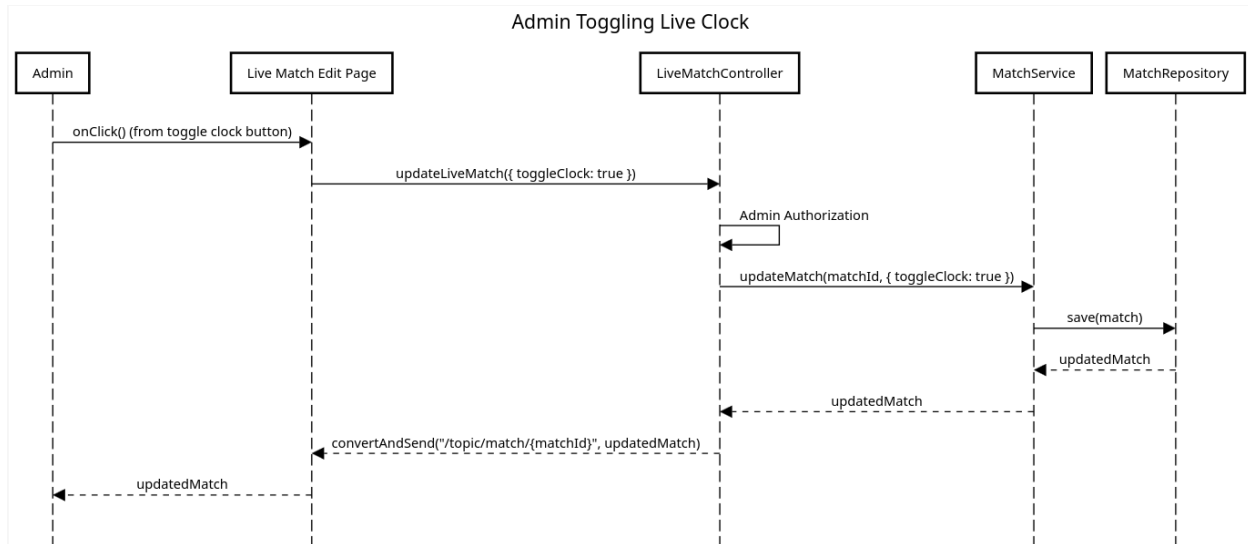 Admin Toggling Live Clock
Admin
Live Match Edit Page
LiveMatchController
MatchService
MatchRepository
onClick() (from toggle clock button)
updateLiveMatch({ toggleClock: true })
Admin Authorization
updateMatch(matchId, { toggleClock: true })
save(match)
updatedMatch
updatedMatch
convertAndSend("/topic/match/{matchId}", updatedMatch)
updatedMatch